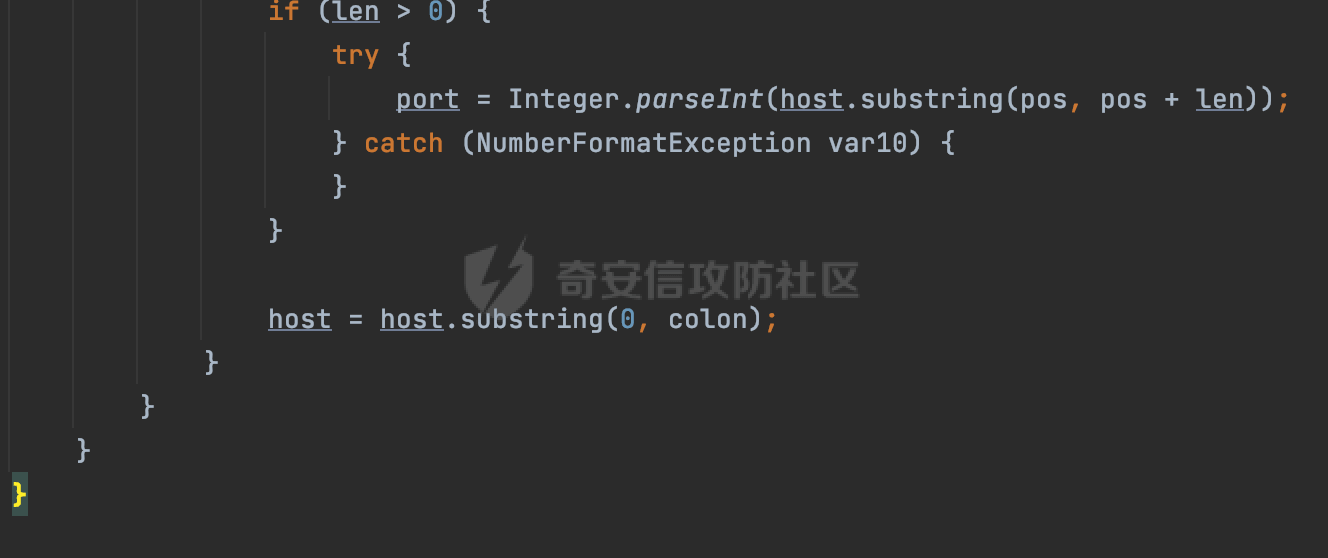 if (len > 0) {
try {
port = Integer.parseInt(host.substring(pos, pos + len));
} catch (NumberFormatException var10) {
}
}
奇安信攻防社区
host = host.substring(0, colon);
}
}
}
}